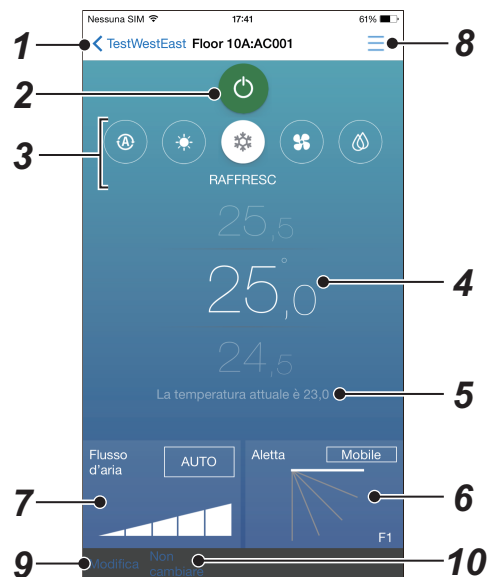 Nessuna SIM 17:41 61%
1 TestWestEast Floor 10A:AC001 8
2
3 A
RAFFRESC
25,5
25,0° 4
24,5
La temperatura attuale è 23,0 5
Flusso d'aria AUTO
Aletta Mobile
7
6
F1
9 Modifica Non cambiare 10